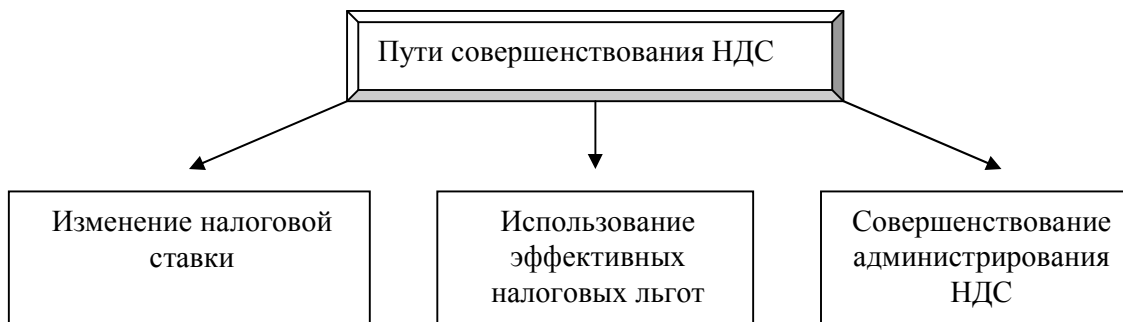 Пути совершенствования НДС
Изменение налоговой
ставки
Использование
эффективных
налоговых льгот
Совершенствование
администрирования
НДС